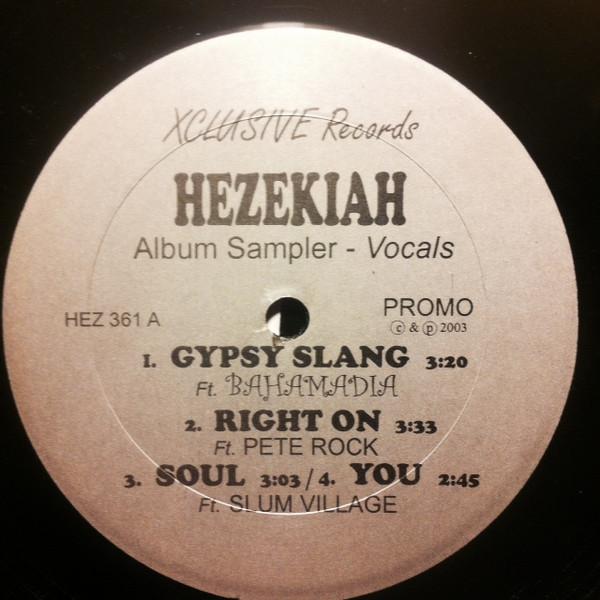 XCLUSIVE Records
HEZEKIAH
Album Sampler - Vocals
HEZ 361 A
PROMO
© & ℗ 2003
1. GYPSY SLANG 3:20
Ft. BAHAMADIA
2. RIGHT ON 3:33
Ft. PETE ROCK
3. SOUL 3:03 / 4. YOU 2:45
Ft. SLUM VILLAGE